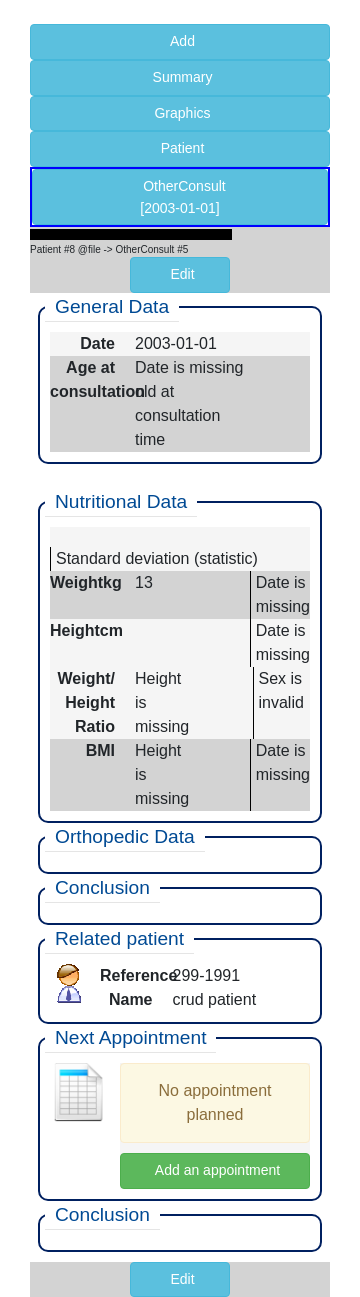 Add
Summary
Graphics
Patient
OtherConsult
[2003-01-01]
Patient #8 @file -> OtherConsult #5
Edit
General Data
Date 2003-01-01
Age at Date is missing
consultation at
consultation
time
Nutritional Data
Standard deviation (statistic)
Weightkg 13 Date is
missing
Heightcm Date is
missing
Weight/ Height Sex is
Height is invalid
Ratio missing
BMI Height Date is
is missing
missing
Orthopedic Data
Conclusion
Related patient
Reference 299-1991
Name crud patient
Next Appointment
No appointment
planned
Add an appointment
Conclusion
Edit